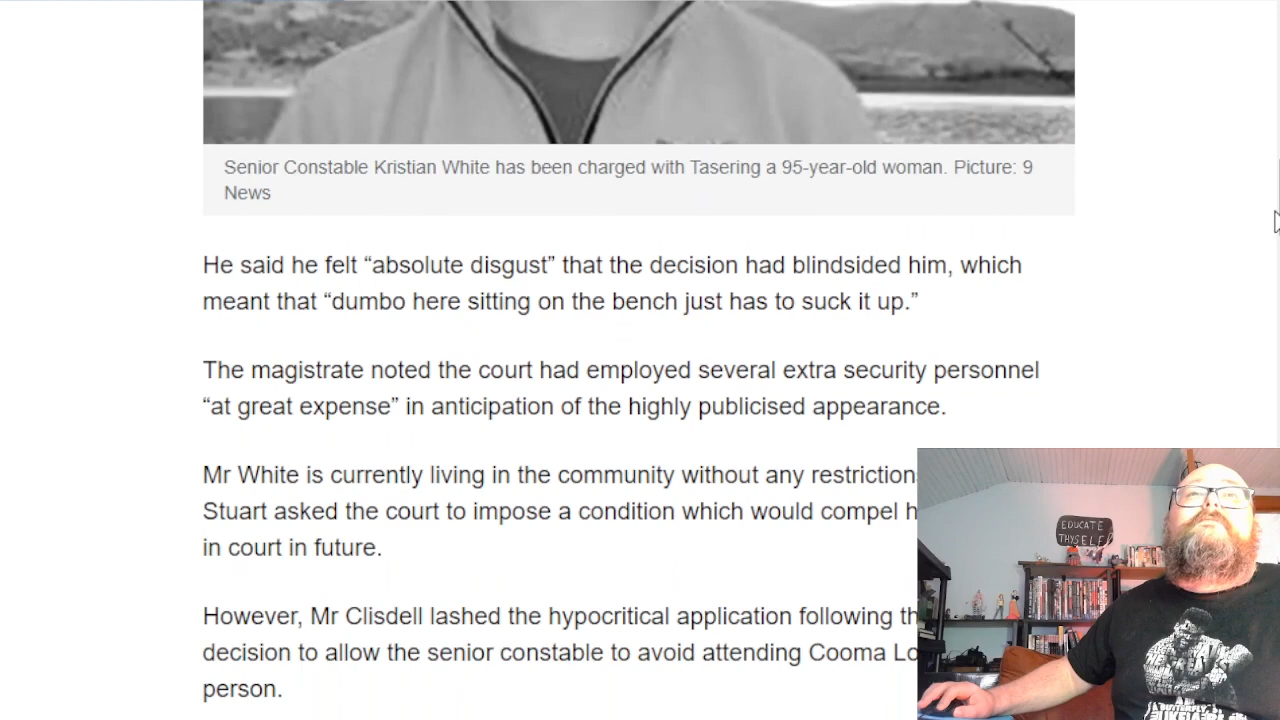 Senior Constable Kristian White has been charged with Tasering a 95-year-old woman. Picture: 9
News
He said he felt “absolute disgust” that the decision had blindsided him, which
meant that “dumbo here sitting on the bench just has to suck it up.”
The magistrate noted the court had employed several extra security personnel
“at great expense” in anticipation of the highly publicised appearance.
Mr White is currently living in the community without any restriction
Stuart asked the court to impose a condition which would compel h
in court in future.
However, Mr Clisdell lashed the hypocritical application following th
decision to allow the senior constable to avoid attending Cooma Lo
person.
EDUCATE
THYSELF
BUTTERFLY